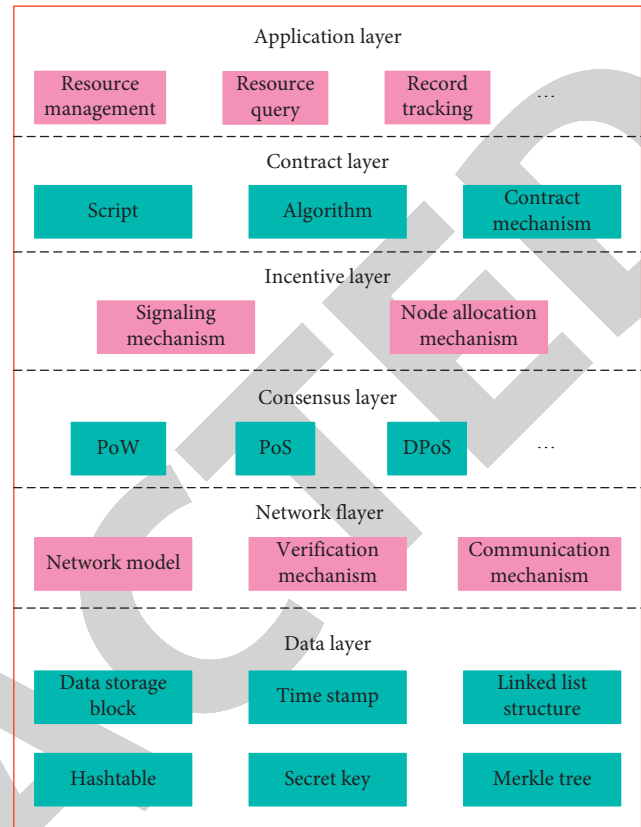 Application layer
Resource management
Resource query
Record tracking
...
Contract layer
Script
Algorithm
Contract mechanism
Incentive layer
Signaling mechanism
Node allocation mechanism
Consensus layer
PoW
PoS
DPoS
...
Network flayer
Network model
Verification mechanism
Communication mechanism
Data layer
Data storage block
Time stamp
Linked list structure
Hashtable
Secret key
Merkle tree
ACTED